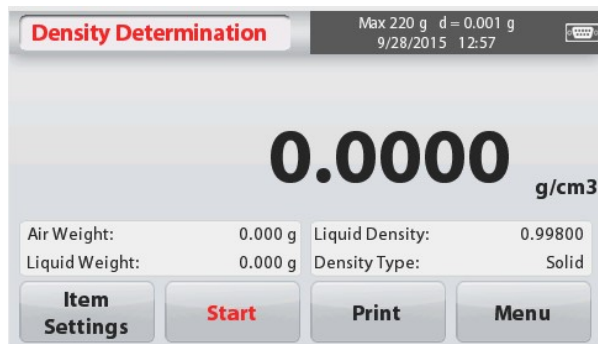 Density Determination
Max 220 g d = 0.001 g
9/28/2015 12:57
0.0000
g/cm3
Air Weight: 0.000 g Liquid Density: 0.99800
Liquid Weight: 0.000 g Density Type: Solid
Item
Settings
Start
Print
Menu